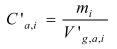 C'a,i = mi / V'g,a,i